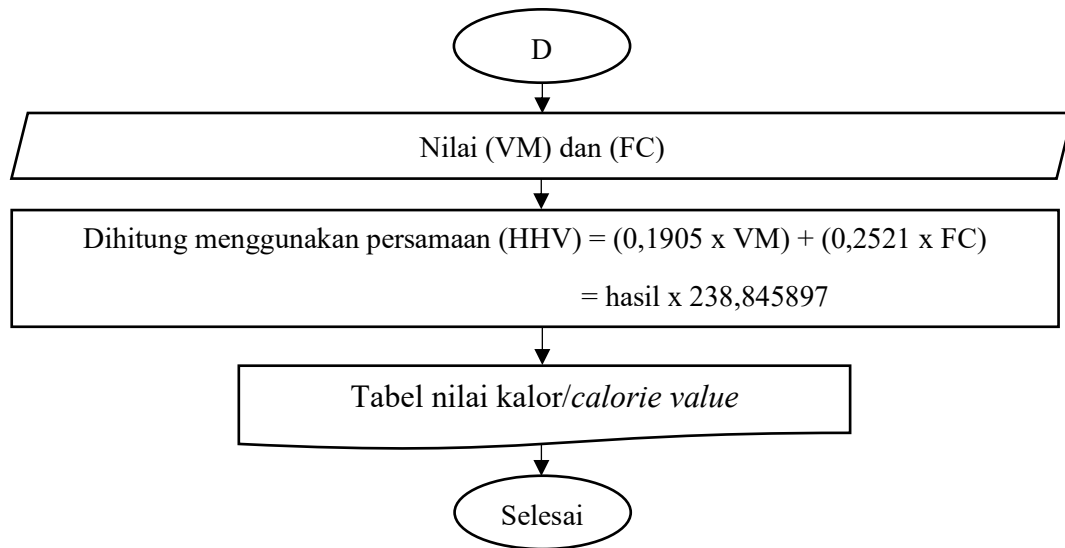 D
Nilai (VM) dan (FC)
Dihitung menggunakan persamaan (HHV) = (0,1905 x VM) + (0,2521 x FC)
= hasil x 238,845897
Tabel nilai kalor/calorie value
Selesai